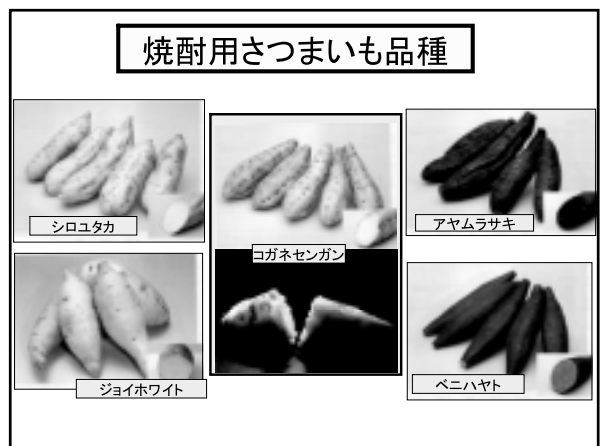 焼酎用さつまいも品種
シロユタカ
コガネセンガン
アヤムラサキ
ジョイホワイト
ベニハヤト